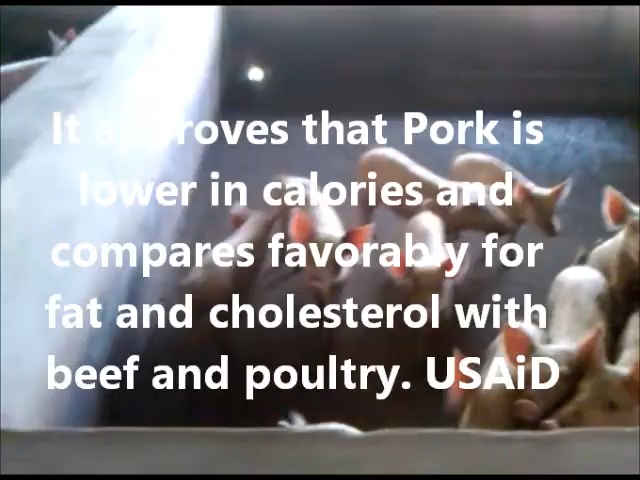 It approves that Pork is
lower in calories and
compares favorably for
fat and cholesterol with
beef and poultry. USAiD